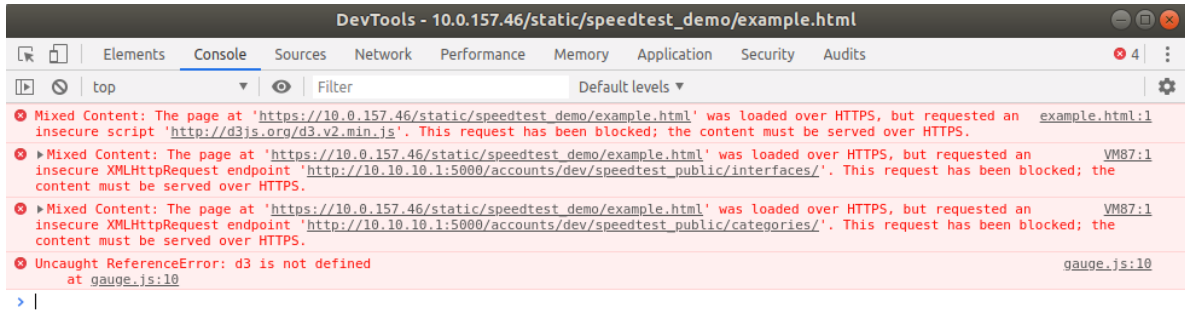 DevTools - 10.0.157.46/static/speedtest_demo/example.html
Elements Console Sources Network Performance Memory Application Security Audits 4
top Filter Default levels
Mixed Content: The page at 'https://10.0.157.46/static/speedtest_demo/example.html' was loaded over HTTPS, but requested an example.html:1
insecure script 'http://d3js.org/d3.v2.min.js'. This request has been blocked; the content must be served over HTTPS.
Mixed Content: The page at 'https://10.0.157.46/static/speedtest_demo/example.html' was loaded over HTTPS, but requested an VM87:1
insecure XMLHttpRequest endpoint 'http://10.10.10.1:5000/accounts/dev/speedtest_public/interfaces/'. This request has been blocked; the
content must be served over HTTPS.
Mixed Content: The page at 'https://10.0.157.46/static/speedtest_demo/example.html' was loaded over HTTPS, but requested an VM87:1
insecure XMLHttpRequest endpoint 'http://10.10.10.1:5000/accounts/dev/speedtest_public/categories/'. This request has been blocked; the
content must be served over HTTPS.
Uncaught ReferenceError: d3 is not defined gauge.js:10
at gauge.js:10